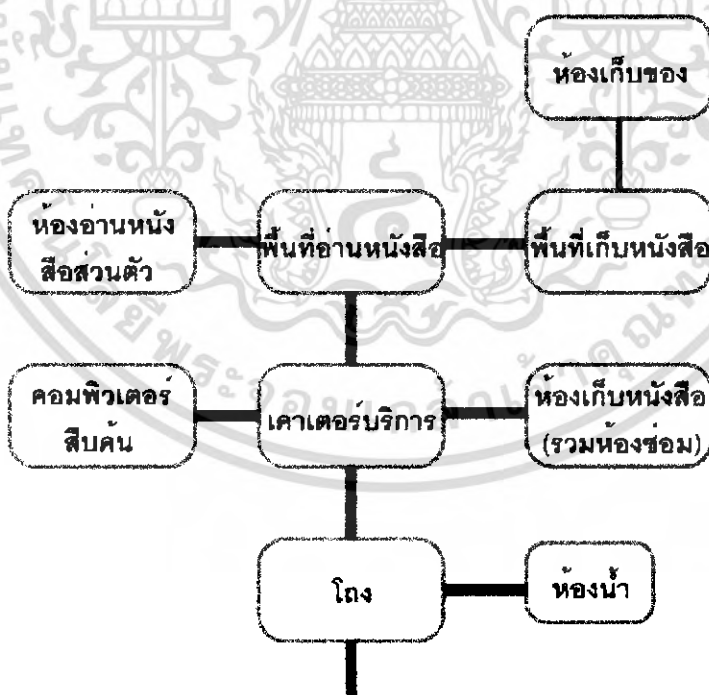 ห้องเก็บของ
ห้องอ่านหนัง
สือส่วนตัว
พื้นที่อ่านหนังสือ
พื้นที่เก็บหนังสือ
คอมพิวเตอร์
สืบค้น
เคาเตอร์บริการ
ห้องเก็บหนังสือ
(รวมห้องซ่อม)
โถง
ห้องน้ำ